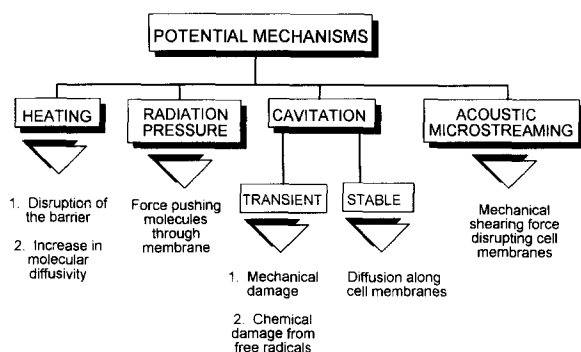 POTENTIAL MECHANISMS
HEATING
1. Disruption of
the barrier
2. Increase in
molecular
diffusivity
RADIATION
PRESSURE
Force pushing
molecules
through
membrane
CAVITATION
TRANSIENT
1. Mechanical
damage
2. Chemical
damage from
free radicals
STABLE
Diffusion along
cell membranes
ACOUSTIC
MICROSTREAMING
Mechanical
shearing force
disrupting cell
membranes